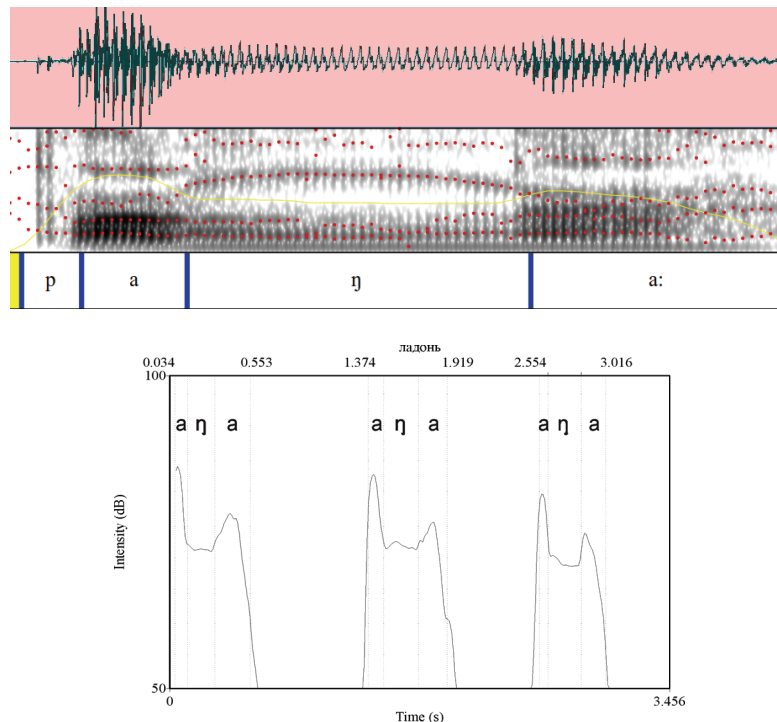 p a ŋ a:
ладонь
0.034 0.553 1.374 1.919 2.554 3.016
100
a ŋ a a ŋ a a ŋ a
Intensity (dB)
50
0 3.456
Time (s)